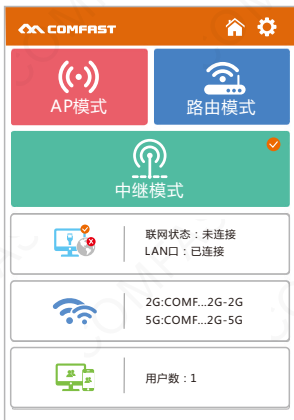 COMFAST
AP模式
路由模式
中继模式
联网状态：未连接
LAN口：已连接
2G:COMF...2G-2G
5G:COMF...2G-5G
用户数：1